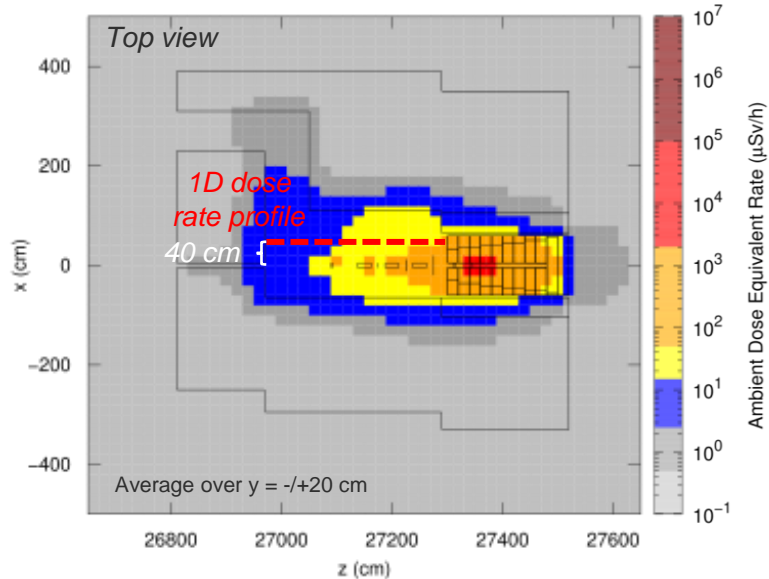 Top view
400
200
0
−200
−400
x (cm)
1D dose
rate profile
40 cm {
Average over y = -/+20 cm
26800 27000 27200 27400 27600
z (cm)
10⁷
10⁶
10⁵
10⁴
10³
10²
10¹
10⁰
10⁻¹
Ambient Dose Equivalent Rate (μSv/h)